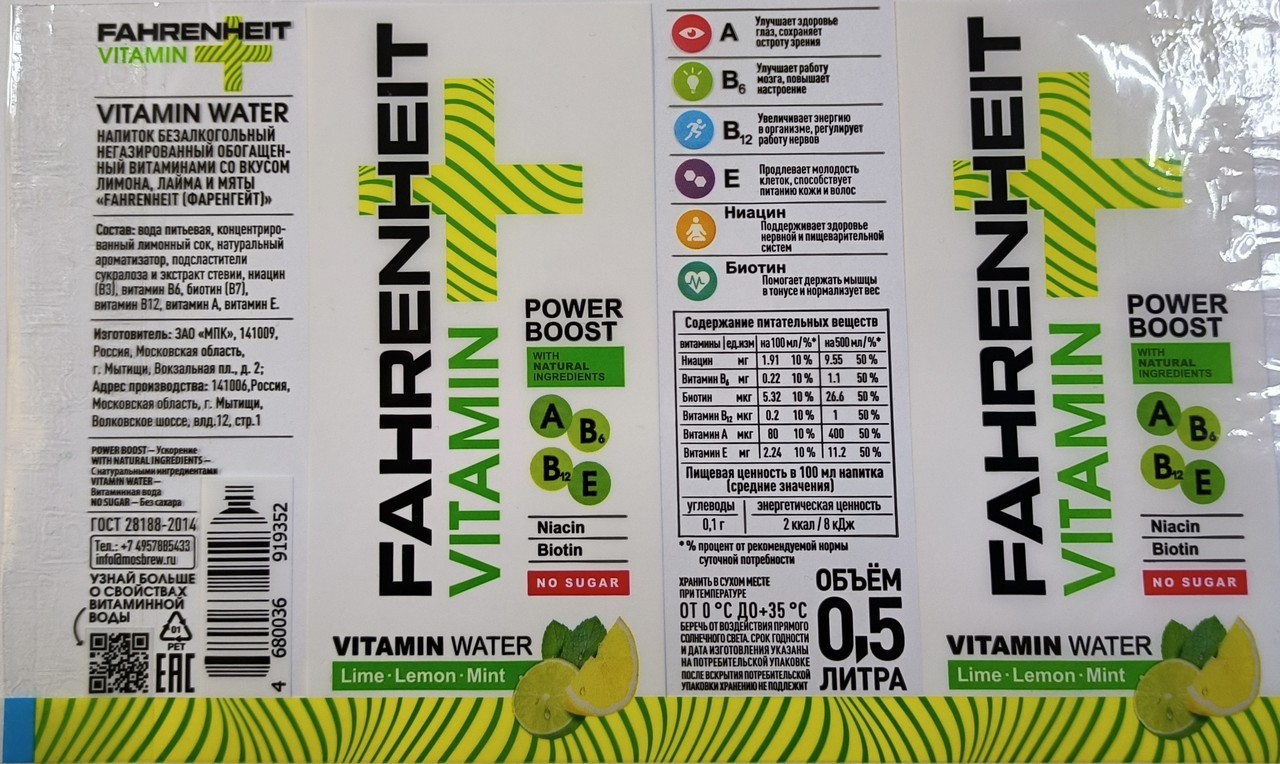 FAHRENHEIT
VITAMIN
VITAMIN WATER
НАПИТОК БЕЗАЛКОГОЛЬНЫЙ
НЕГАЗИРОВАННЫЙ ОБОГАЩЕН-
НЫЙ ВИТАМИНАМИ СО ВКУСОМ
ЛИМОНА, ЛАЙМА И МЯТЫ
«FAHRENHEIT (ФАРЕНГЕЙТ)»
Состав: вода питьевая, концентриро-
ванный лимонный сок, натуральный
ароматизатор, подсластители
сукралоза и экстракт стевии, ниацин
(B3), витамин B6, биотин (B7),
витамин B12, витамин A, витамин E.
Изготовитель: ЗАО «МПК», 141009,
Россия, Московская область,
г. Мытищи, Вокзальная пл., д. 2;
Адрес производства: 141006,Россия,
Московская область, г. Мытищи,
Волковское шоссе, влд.12, стр.1
POWER BOOST – Ускорение
WITH NATURAL INGREDIENTS –
С натуральными ингредиентами
VITAMIN WATER –
Витаминная вода
NO SUGAR – Без сахара
ГОСТ 28188-2014
Тел.: +7 4957885433
info@mosbrew.ru
УЗНАЙ БОЛЬШЕ
О СВОЙСТВАХ
ВИТАМИННОЙ
ВОДЫ
01
PET
EAC
4 680036 919352
FAHRENHEIT
VITAMIN
POWER
BOOST
WITH
NATURAL
INGREDIENTS
A
B6
B12
E
Niacin
Biotin
NO SUGAR
VITAMIN WATER
Lime · Lemon · Mint
A
Улучшает здоровье
глаз, сохраняет
остроту зрения
B6
Улучшает работу
мозга, повышает
настроение
B12
Увеличивает энергию
в организме, регулирует
работу нервов
E
Продлевает молодость
клеток, способствует
питанию кожи и волос
Ниацин
Поддерживает здоровье
нервной и пищеварительной
систем
Биотин
Помогает держать мышцы
в тонусе и нормализует вес
Содержание питательных веществ
витамины ед.изм на 100 мл/%* на 500 мл/%*
Ниацин мг 1.91 10 % 9.55 50 %
Витамин B6 мг 0.22 10 % 1.1 50 %
Биотин мкг 5.32 10 % 26.6 50 %
Витамин B12 мкг 0.2 10 % 1 50 %
Витамин A мкг 80 10 % 400 50 %
Витамин E мг 2.24 10 % 11.2 50 %
Пищевая ценность в 100 мл напитка
(средние значения)
углеводы энергетическая ценность
0,1 г 2 ккал / 8 кДж
* % процент от рекомендуемой нормы
суточной потребности
ХРАНИТЬ В СУХОМ МЕСТЕ
ПРИ ТЕМПЕРАТУРЕ
ОТ 0 °C ДО+35 °C
БЕРЕЧЬ ОТ ВОЗДЕЙСТВИЯ ПРЯМОГО
СОЛНЕЧНОГО СВЕТА. СРОК ГОДНОСТИ
И ДАТА ИЗГОТОВЛЕНИЯ УКАЗАНЫ
НА ПОТРЕБИТЕЛЬСКОЙ УПАКОВКЕ
ПОСЛЕ ВСКРЫТИЯ ПОТРЕБИТЕЛЬСКОЙ
УПАКОВКИ ХРАНЕНИЮ НЕ ПОДЛЕЖИТ
ОБЪЁМ
0,5
ЛИТРА
FAHRENHEIT
VITAMIN
POWER
BOOST
WITH
NATURAL
INGREDIENTS
A
B6
B12
E
Niacin
Biotin
NO SUGAR
VITAMIN WATER
Lime · Lemon · Mint